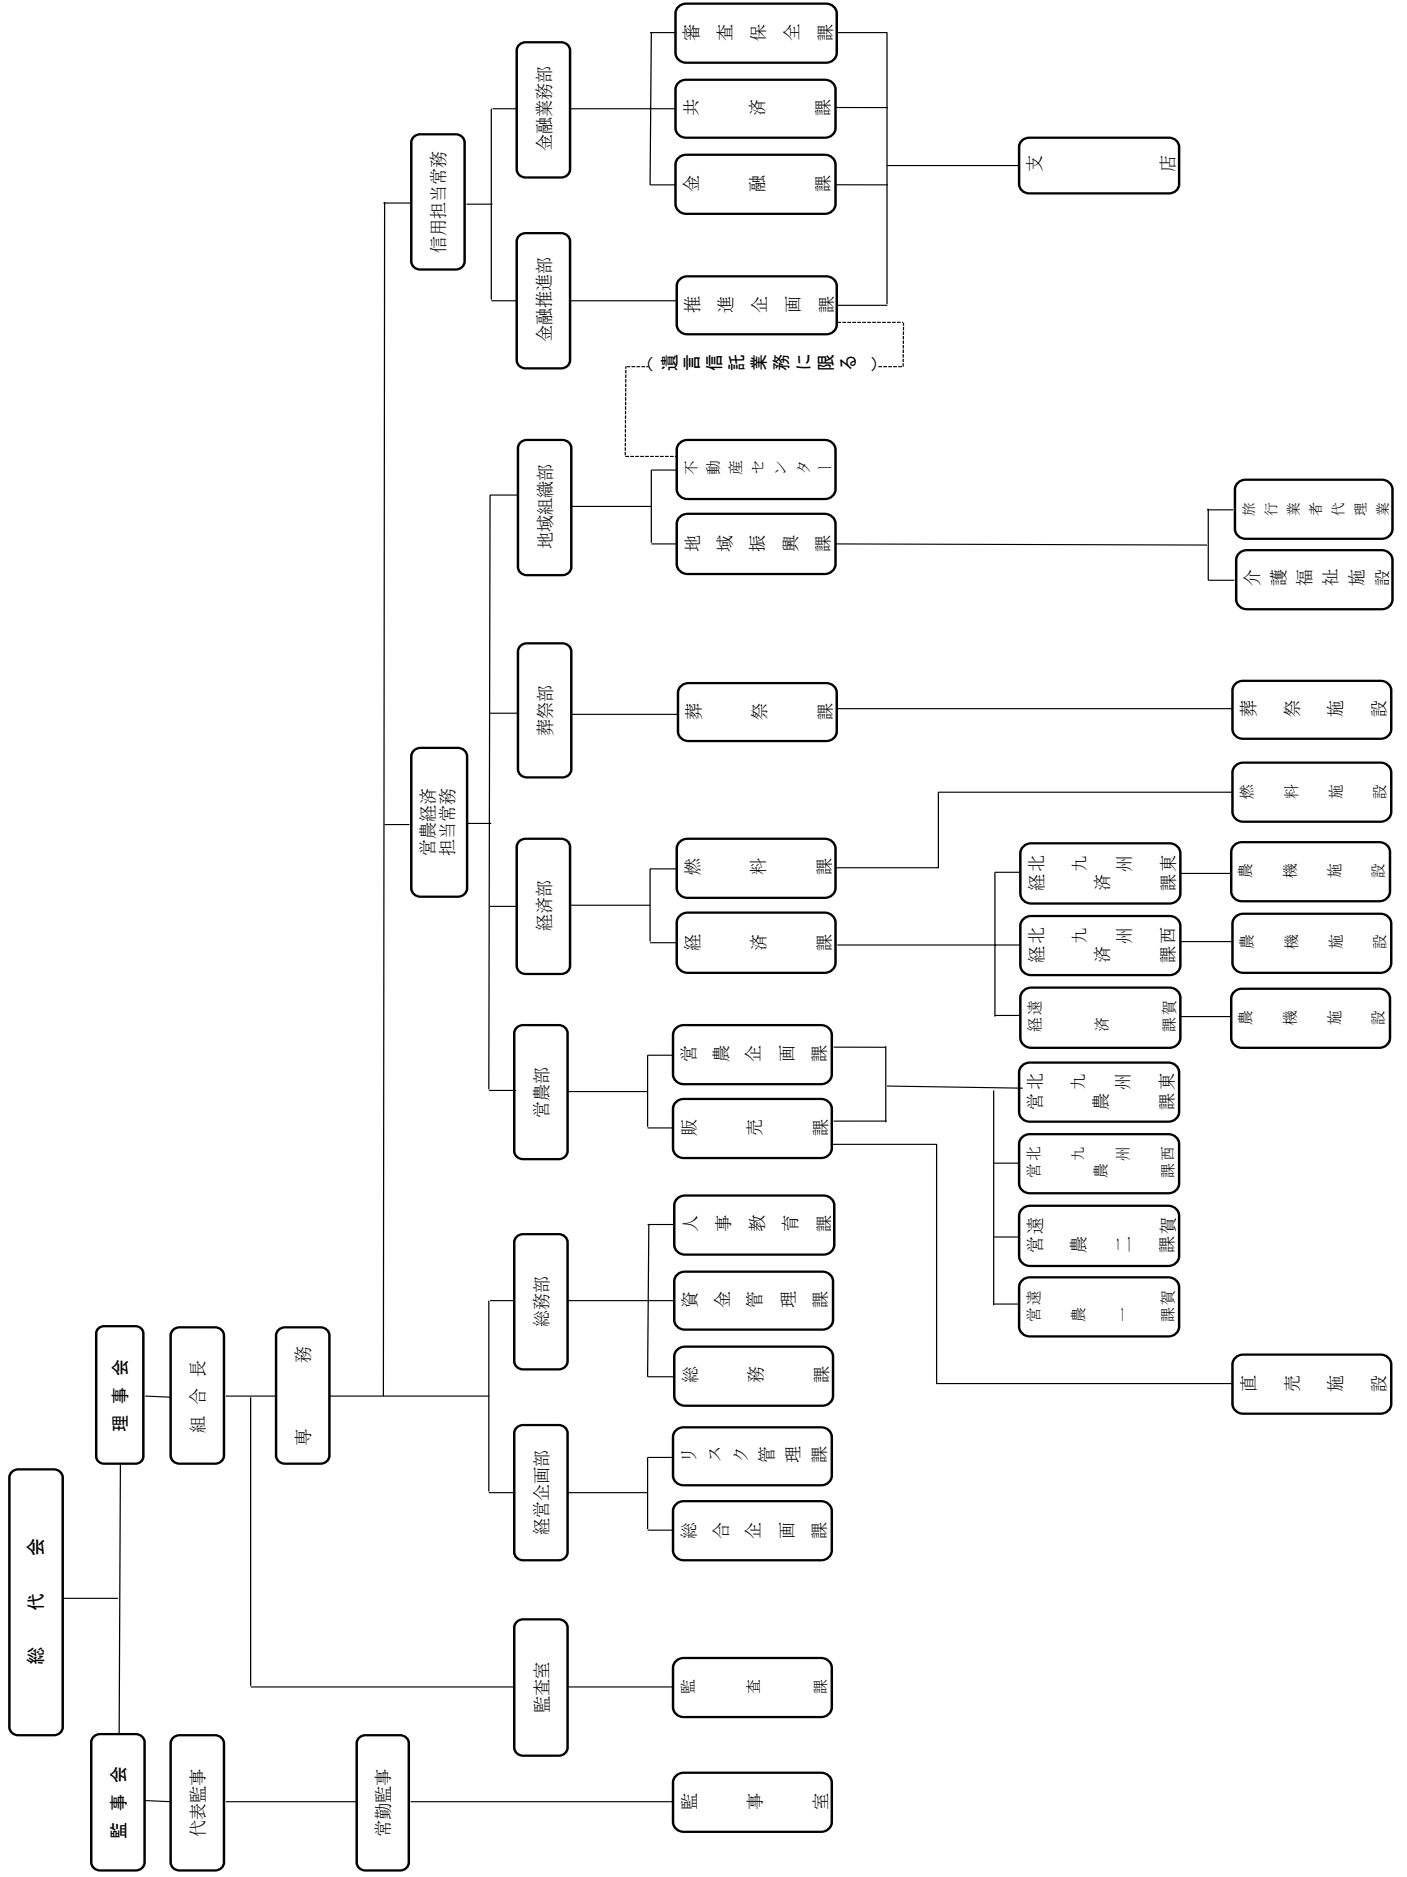 総代会
監事会
理事会
代表監事
組合長
常勤監事
専務
営農経済
担当常務
信用担当常務
監査室
経営企画部
総務部
営農部
経済部
葬祭部
地域組織部
金融推進部
金融業務部
監事室
監査課
総合企画課
リスク管理課
総務課
資金管理課
人事教育課
販売課
営農企画課
経済課
燃料課
葬祭課
地域振興課
不動産センター
(遺言信託業務に限る)
推進企画課
金融課
共済課
審査保全課
遠賀
営農一課
遠賀
営農二課
北九州西
営農課
北九州東
営農課
遠賀
経済課
北九州西
経済課
北九州東
経済課
支店
直売施設
農機施設
農機施設
農機施設
燃料施設
葬祭施設
介護福祉施設
旅行業者代理業